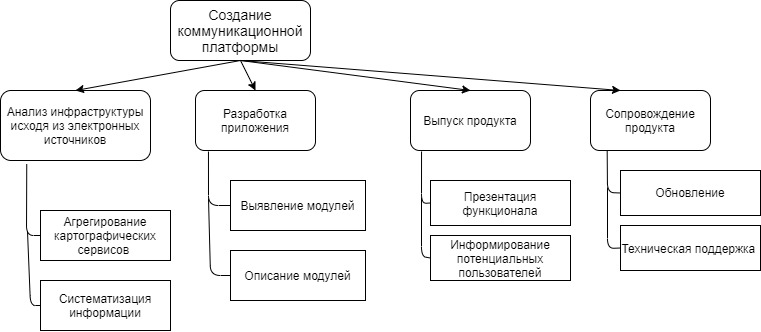 Создание
коммуникационной
платформы
Анализ инфраструктуры
исходя из электронных
источников
Разработка
приложения
Выпуск продукта
Сопровождение
продукта
Агрегирование
картографических
сервисов
Систематизация
информации
Выявление модулей
Описание модулей
Презентация
функционала
Информирование
потенциальных
пользователей
Обновление
Техническая поддержка